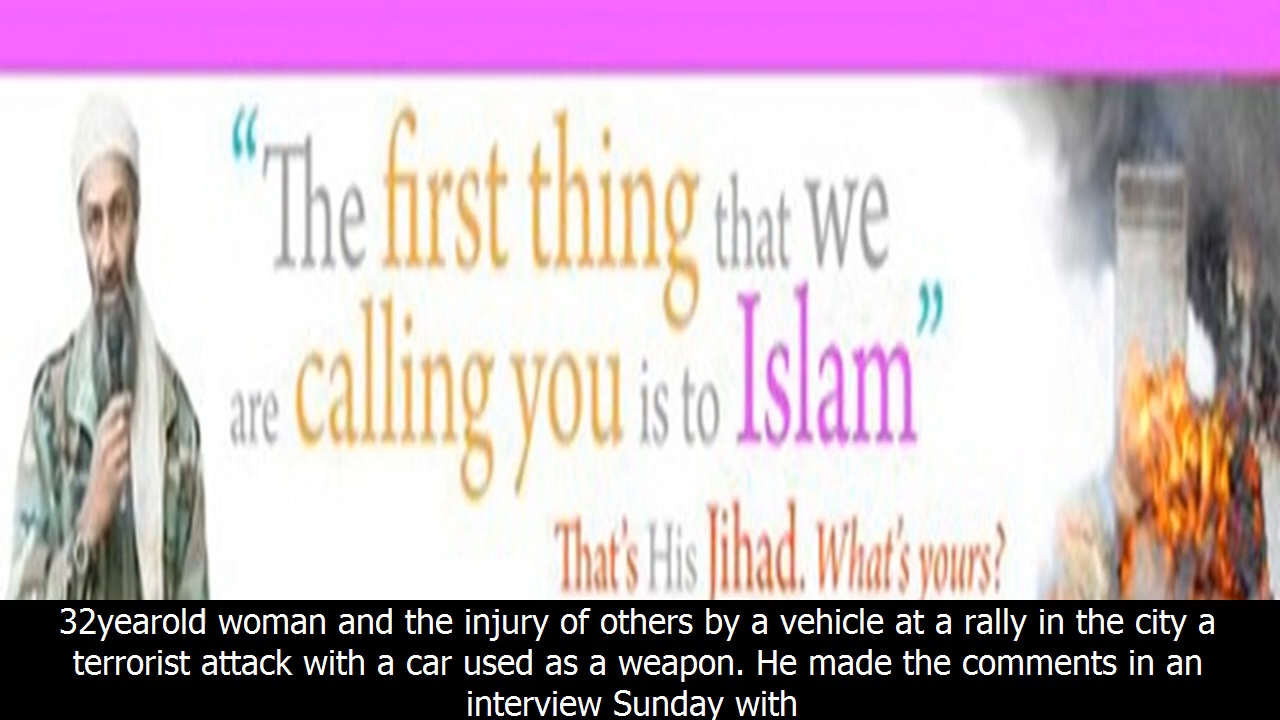 “The first thing that we
are calling you is to Islam”
That's His Jihad. What's yours?
32yearold woman and the injury of others by a vehicle at a rally in the city a
terrorist attack with a car used as a weapon. He made the comments in an
interview Sunday with